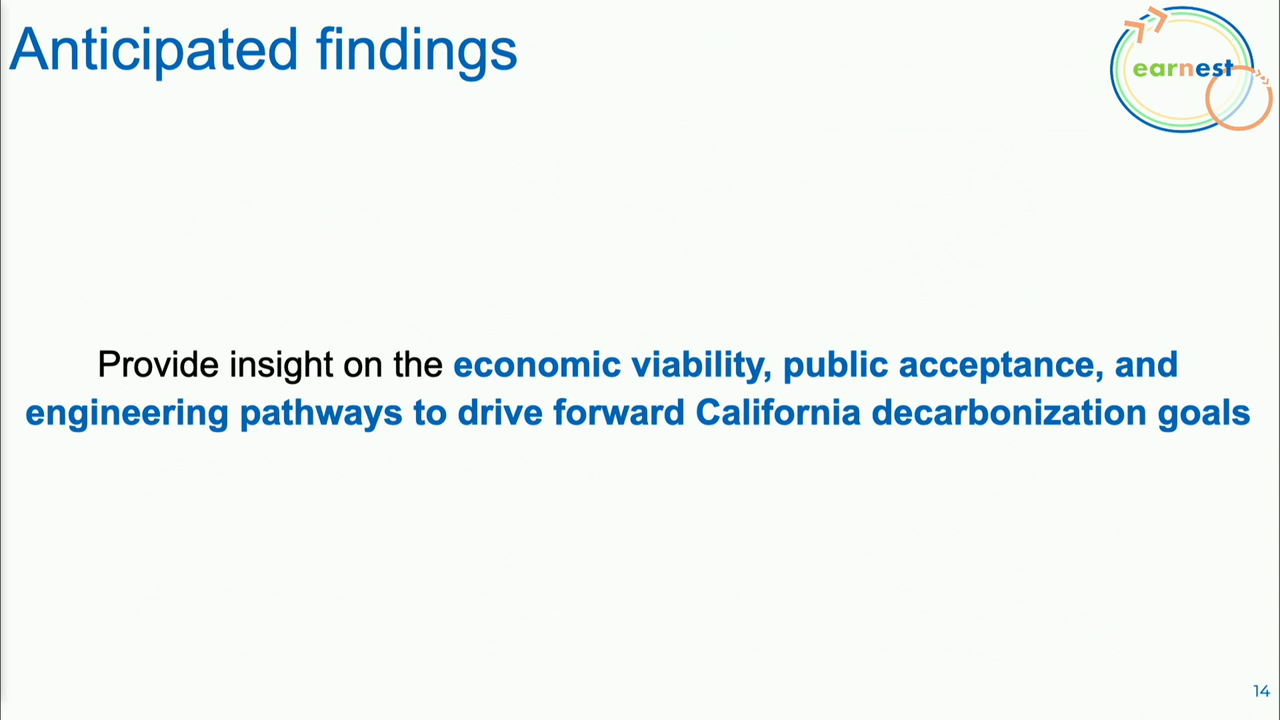 Anticipated findings
earnest
Provide insight on the economic viability, public acceptance, and
engineering pathways to drive forward California decarbonization goals
14